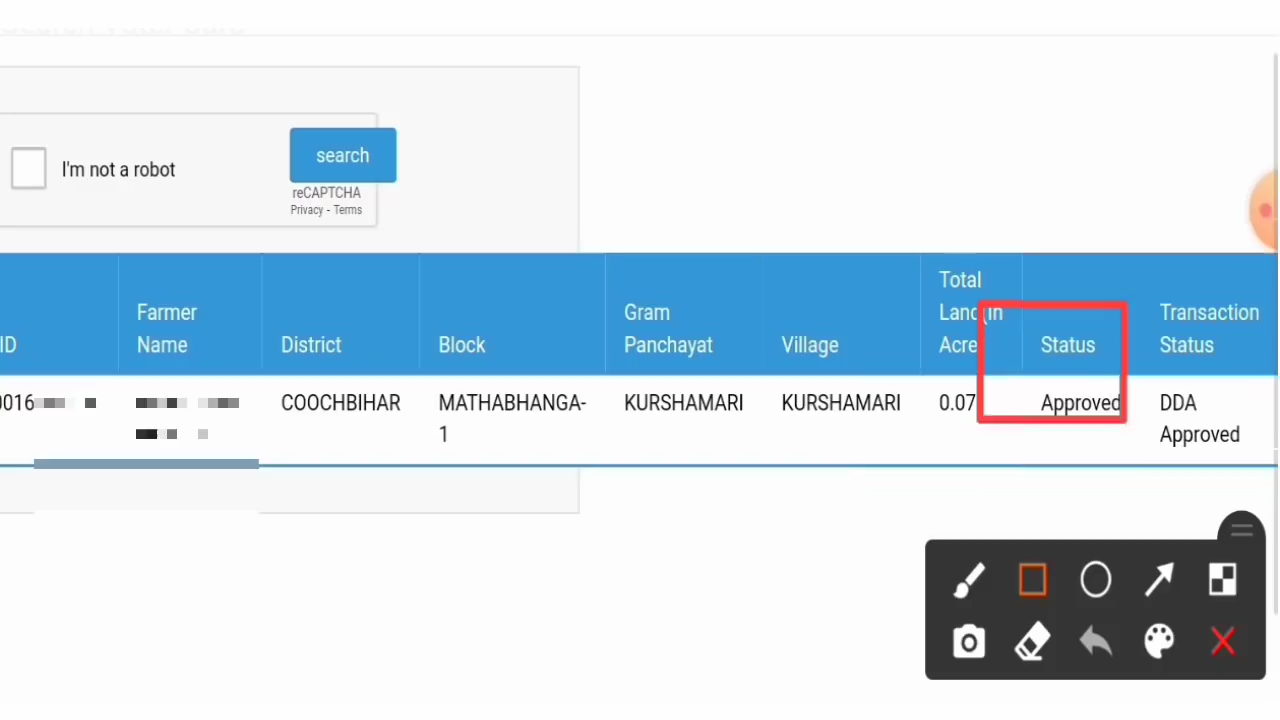 I'm not a robot
search
reCAPTCHA
Privacy - Terms
ID
Farmer
Name
District
Block
Gram
Panchayat
Village
Total
Land(In
Acre
Status
Transaction
Status
0016
COOCHBIHAR
MATHABHANGA-
1
KURSHAMARI
KURSHAMARI
0.07
Approved
DDA
Approved